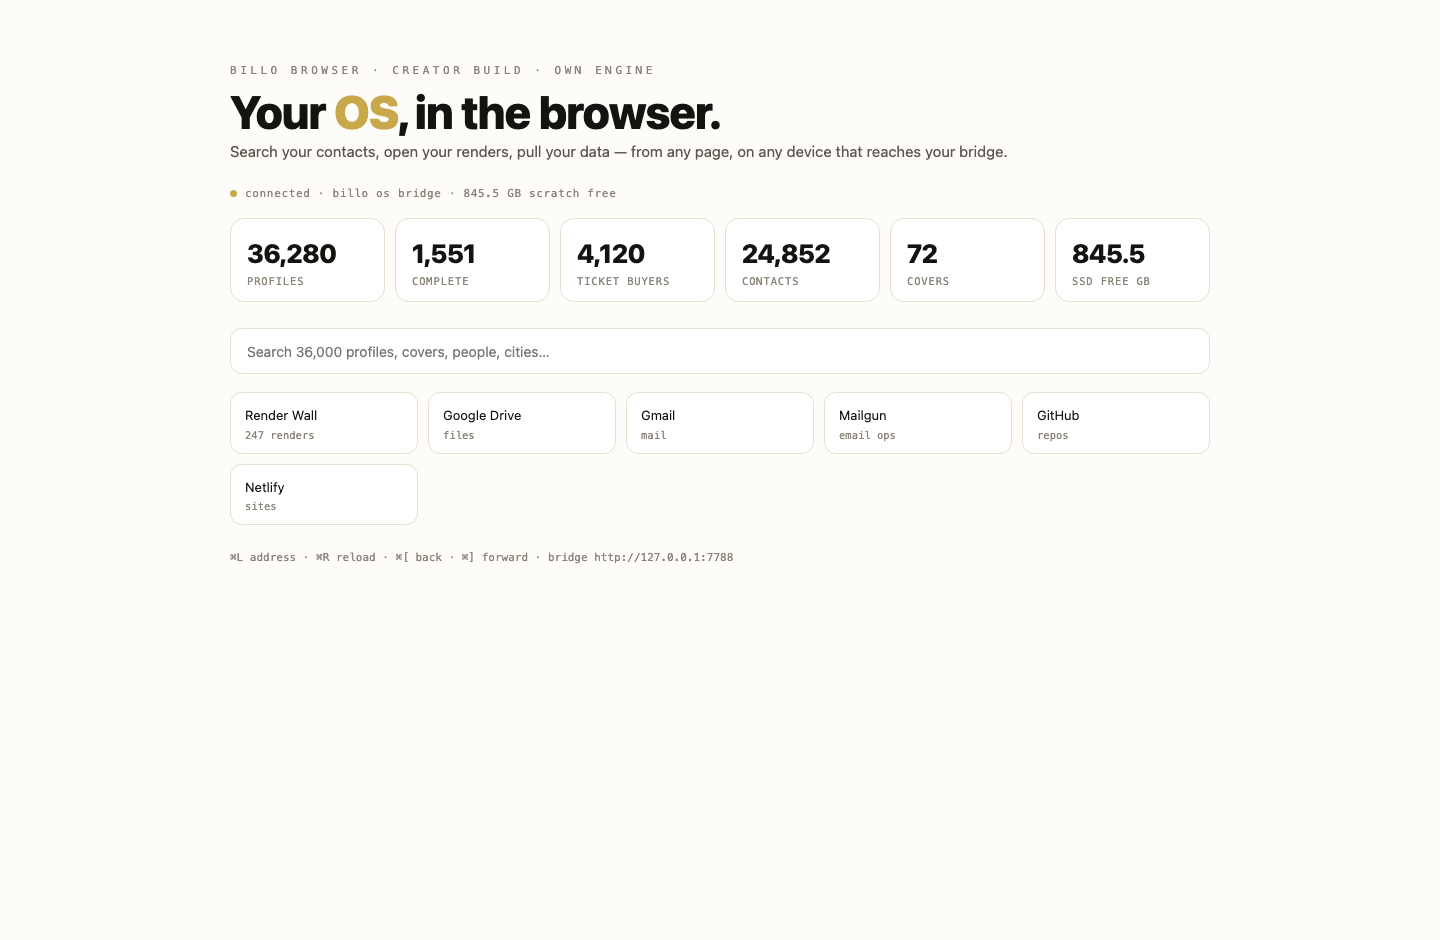 BILLO BROWSER · CREATOR BUILD · OWN ENGINE
Your OS, in the browser.
Search your contacts, open your renders, pull your data — from any page, on any device that reaches your bridge.
connected · billo os bridge · 845.5 GB scratch free
36,280
PROFILES
1,551
COMPLETE
4,120
TICKET BUYERS
24,852
CONTACTS
72
COVERS
845.5
SSD FREE GB
Search 36,000 profiles, covers, people, cities...
Render Wall
247 renders
Google Drive
files
Gmail
mail
Mailgun
email ops
GitHub
repos
Netlify
sites
⌘L address · ⌘R reload · ⌘[ back · ⌘] forward · bridge http://127.0.0.1:7788